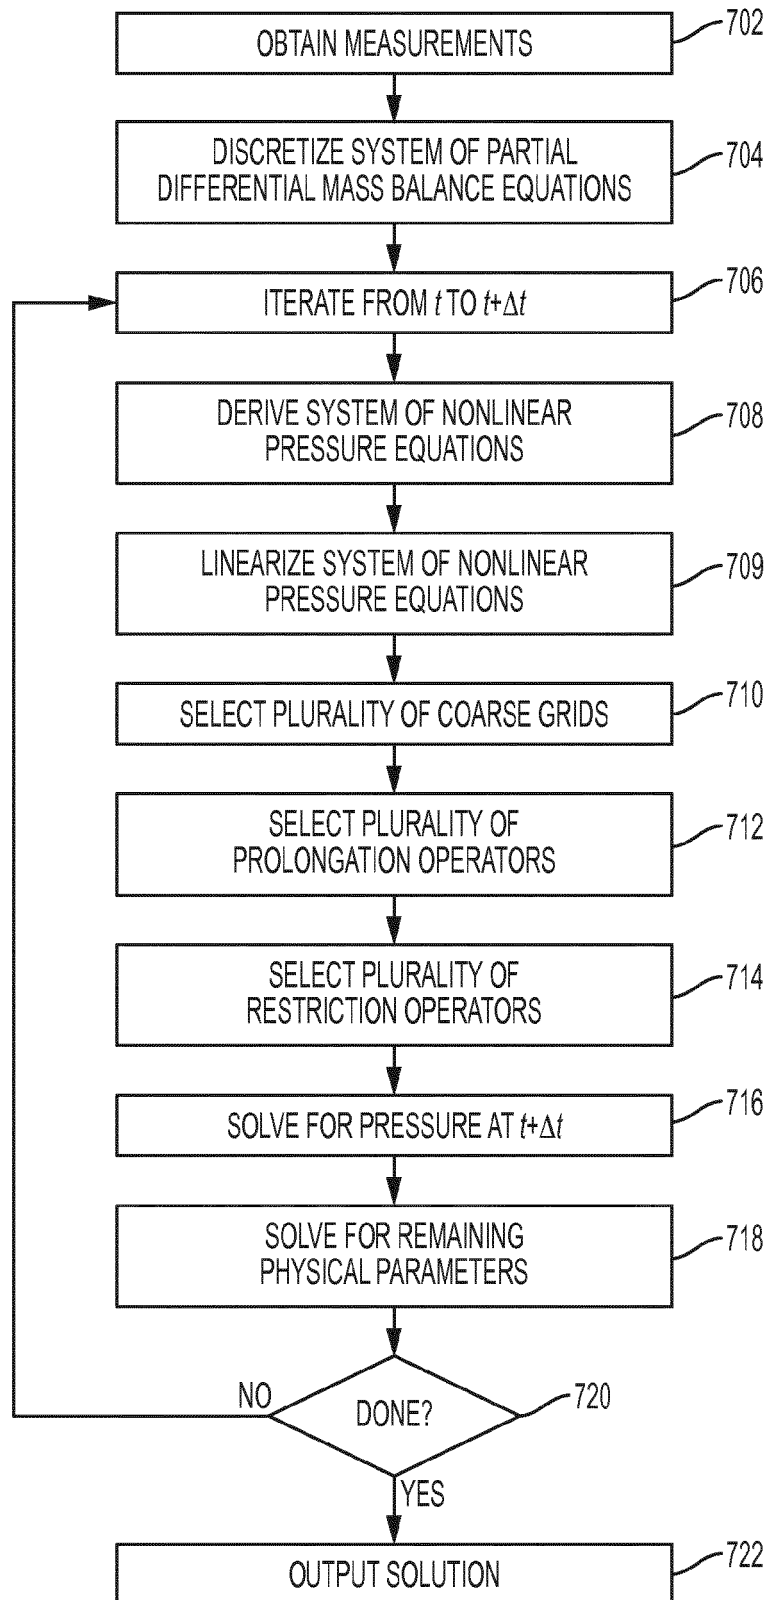 OBTAIN MEASUREMENTS
702
DISCRETIZE SYSTEM OF PARTIAL
DIFFERENTIAL MASS BALANCE EQUATIONS
704
ITERATE FROM t TO t+Δt
706
DERIVE SYSTEM OF NONLINEAR
PRESSURE EQUATIONS
708
LINEARIZE SYSTEM OF NONLINEAR
PRESSURE EQUATIONS
709
SELECT PLURALITY OF COARSE GRIDS
710
SELECT PLURALITY OF
PROLONGATION OPERATORS
712
SELECT PLURALITY OF
RESTRICTION OPERATORS
714
SOLVE FOR PRESSURE AT t+Δt
716
SOLVE FOR REMAINING
PHYSICAL PARAMETERS
718
NO
DONE?
720
YES
OUTPUT SOLUTION
722